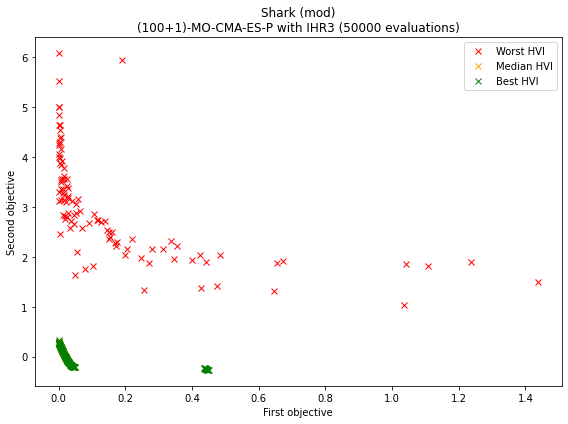 Shark (mod)
(100+1)-MO-CMA-ES-P with IHR3 (50000 evaluations)
Worst HVI
Median HVI
Best HVI
6
5
4
3
2
1
0
Second objective
0.0 0.2 0.4 0.6 0.8 1.0 1.2 1.4
First objective